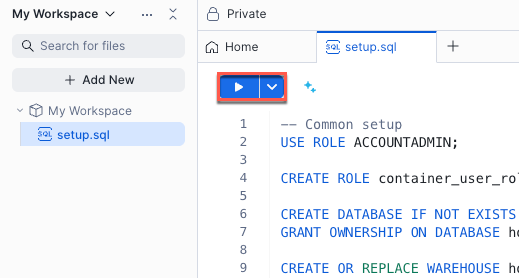 My Workspace
Search for files
Add New
My Workspace
SQL setup.sql
Private
Home
SQL setup.sql
1 -- Common setup
2 USE ROLE ACCOUNTADMIN;
3
4 CREATE ROLE container_user_rol
5
6 CREATE DATABASE IF NOT EXISTS
7 GRANT OWNERSHIP ON DATABASE ho
8
9 CREATE OR REPLACE WAREHOUSE ho